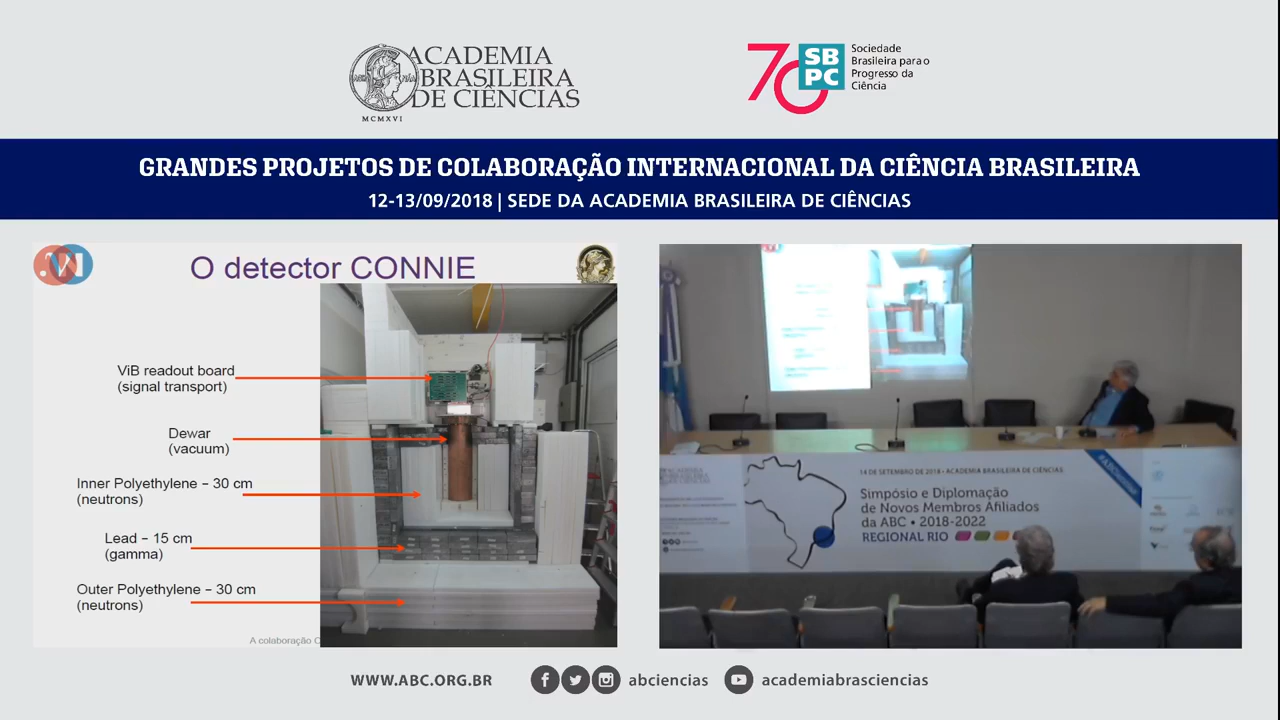 ACADEMIA
BRASILEIRA
DE CIÊNCIAS
MCMXVI
70
SB
PC
Sociedade
Brasileira para o
Progresso da
Ciência
GRANDES PROJETOS DE COLABORAÇÃO INTERNACIONAL DA CIÊNCIA BRASILEIRA
12-13/09/2018 | SEDE DA ACADEMIA BRASILEIRA DE CIÊNCIAS
O detector CONNIE
ViB readout board
(signal transport)
Dewar
(vacuum)
Inner Polyethylene – 30 cm
(neutrons)
Lead – 15 cm
(gamma)
Outer Polyethylene – 30 cm
(neutrons)
A colaboração C
14 DE SETEMBRO DE 2018 • ACADEMIA BRASILEIRA DE CIÊNCIAS
Simpósio e Diplomação
de Novos Membros Afiliados
da ABC • 2018-2022
REGIONAL RIO
WWW.ABC.ORG.BR
abciencias
academiabrasciencias